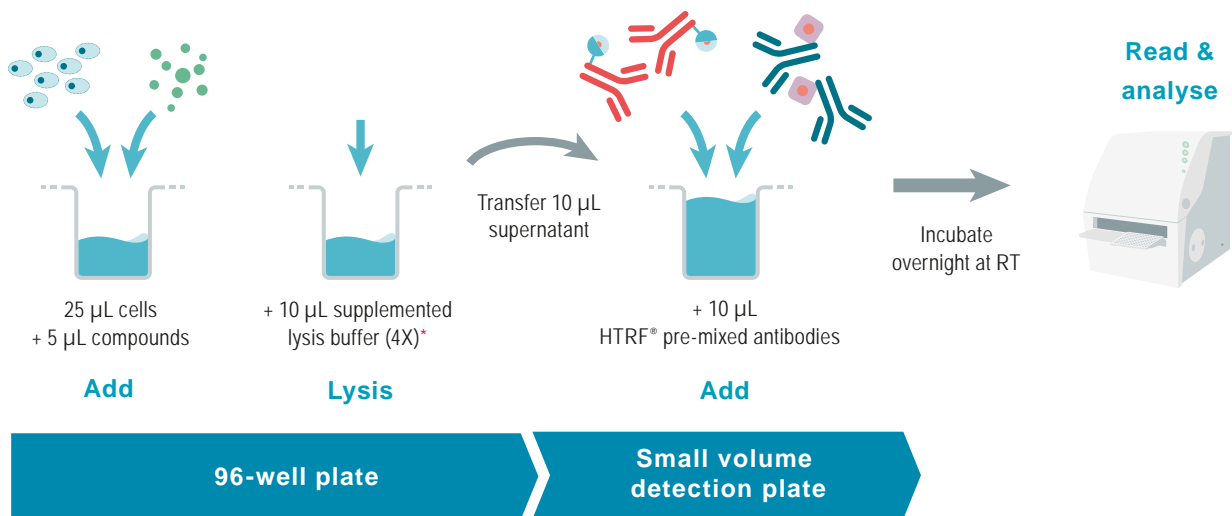 25 µL cells
+ 5 µL compounds
Add
+ 10 µL supplemented
lysis buffer (4X)*
Lysis
Transfer 10 µL
supernatant
+ 10 µL
HTRF® pre-mixed antibodies
Add
Incubate
overnight at RT
Read &
analyse
96-well plate
Small volume
detection plate